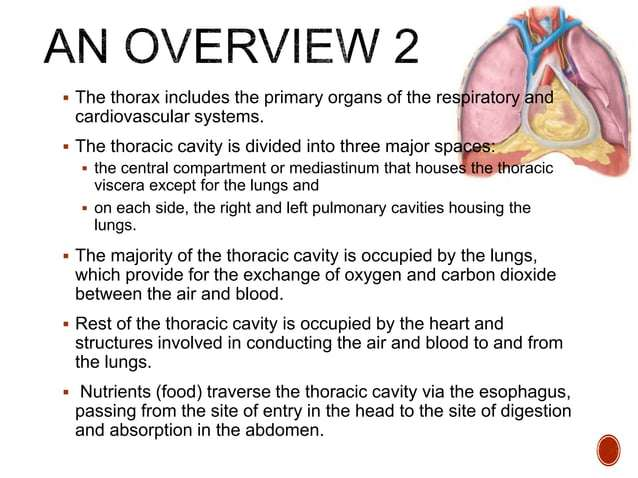 AN OVERVIEW 2
▪ The thorax includes the primary organs of the respiratory and
cardiovascular systems.
▪ The thoracic cavity is divided into three major spaces:
▪ the central compartment or mediastinum that houses the thoracic
viscera except for the lungs and
▪ on each side, the right and left pulmonary cavities housing the
lungs.
▪ The majority of the thoracic cavity is occupied by the lungs,
which provide for the exchange of oxygen and carbon dioxide
between the air and blood.
▪ Rest of the thoracic cavity is occupied by the heart and
structures involved in conducting the air and blood to and from
the lungs.
▪ Nutrients (food) traverse the thoracic cavity via the esophagus,
passing from the site of entry in the head to the site of digestion
and absorption in the abdomen.